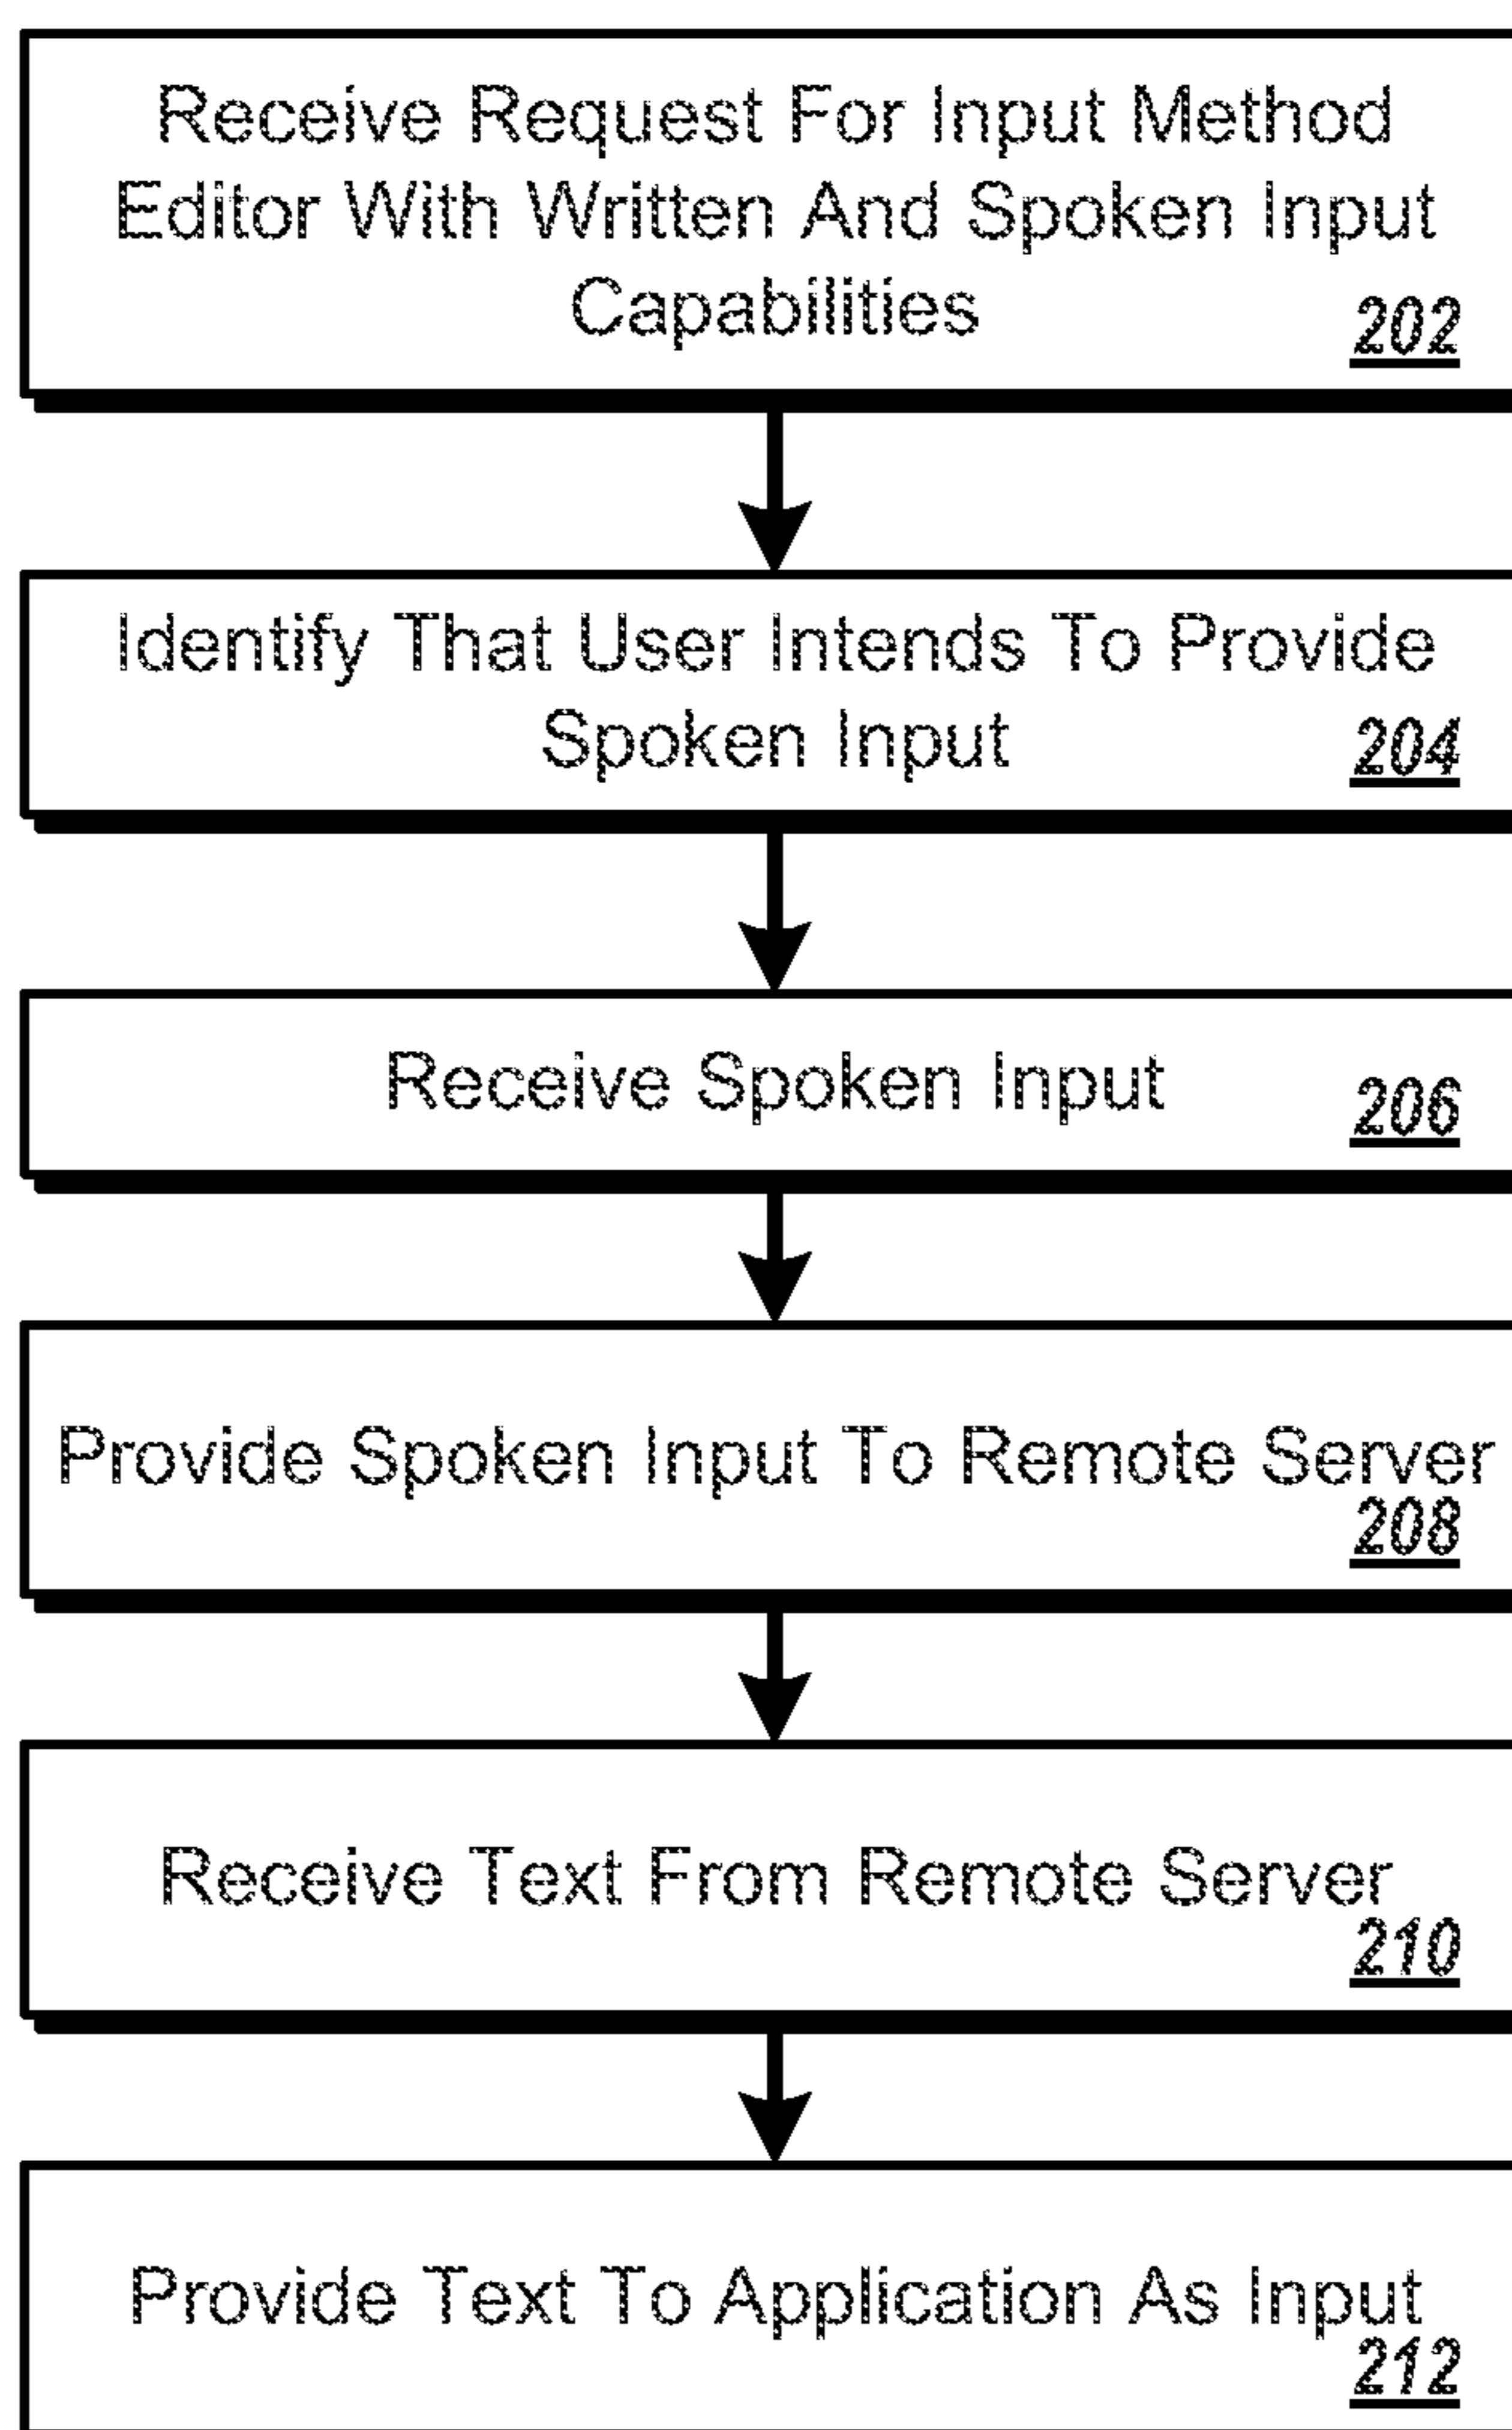 Receive Request For Input Method
Editor With Written And Spoken Input
Capabilities
202
Identify That User Intends To Provide
Spoken Input
204
Receive Spoken Input
206
Provide Spoken Input To Remote Server
208
Receive Text From Remote Server
210
Provide Text To Application As Input
212